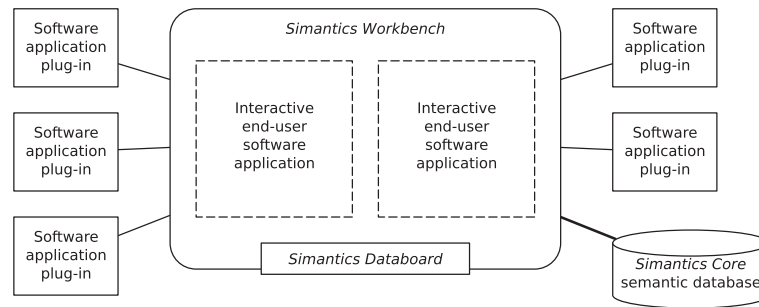 Software
application
plug-in
Simantics Workbench
Software
application
plug-in
Interactive
end-user
software
application
Interactive
end-user
software
application
Software
application
plug-in
Software
application
plug-in
Software
application
plug-in
Simantics Databoard
Simantics Core
semantic database